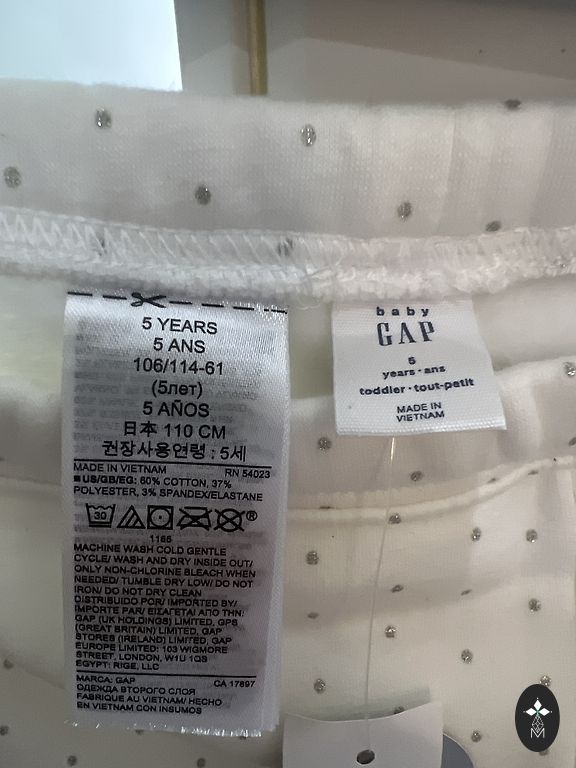 5 YEARS
5 ANS
106/114-61
(5лет)
5 AÑOS
日本 110 CM
권장사용연령 : 5세
MADE IN VIETNAM RN 54023
US/GB/EG: 60% COTTON, 37%
POLYESTER, 3% SPANDEX/ELASTANE
30
®
1166
MACHINE WASH COLD GENTLE
CYCLE/ WASH AND DRY INSIDE OUT/
ONLY NON-CHLORINE BLEACH WHEN
NEEDED/ TUMBLE DRY LOW/ DO NOT
IRON/ DO NOT DRY CLEAN
DISTRIBUIDO POR/ IMPORTED BY/
IMPORTE PAR/ ΕΙΣΑΓΕΤΑΙ ΑΠΟ ΤΗΝ:
GAP (UK HOLDINGS) LIMITED, GPS
(GREAT BRITAIN) LIMITED, GAP
STORES (IRELAND) LIMITED, GAP
EUROPE LIMITED: 103 WIGMORE
STREET, LONDON, W1U 1QS
EGYPT: RIGE, LLC
MARCA: GAP CA 17897
ОДЕЖДА ВТОРОГО СЛОЯ
FABRIQUE AU VIETNAM/ HECHO
EN VIETNAM CON INSUMOS
baby
GAP
5
years·ans
toddler·tout-petit
MADE IN
VIETNAM
M